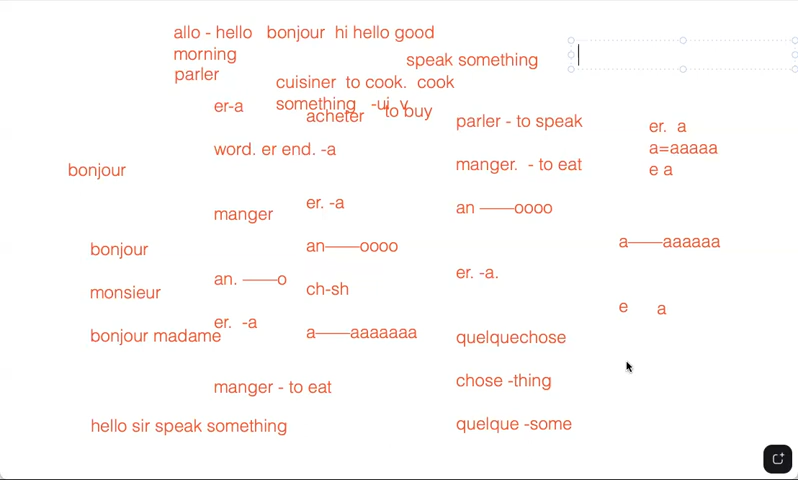 allo - hello   bonjour  hi hello good
morning
parler
speak something
cuisiner  to cook.  cook
something  -ui  v
er-a
acheter    to buy
word. er end. -a
parler - to speak
er.  a
a=aaaaa
e a
manger.  - to eat
bonjour
manger
er. -a
an ——oooo
bonjour
an——oooo
a——aaaaaa
monsieur
an. ——o
ch-sh
er. -a.
bonjour madame
er.  -a
a——aaaaaaa
e      a
quelquechose
manger - to eat
chose -thing
hello sir speak something
quelque -some